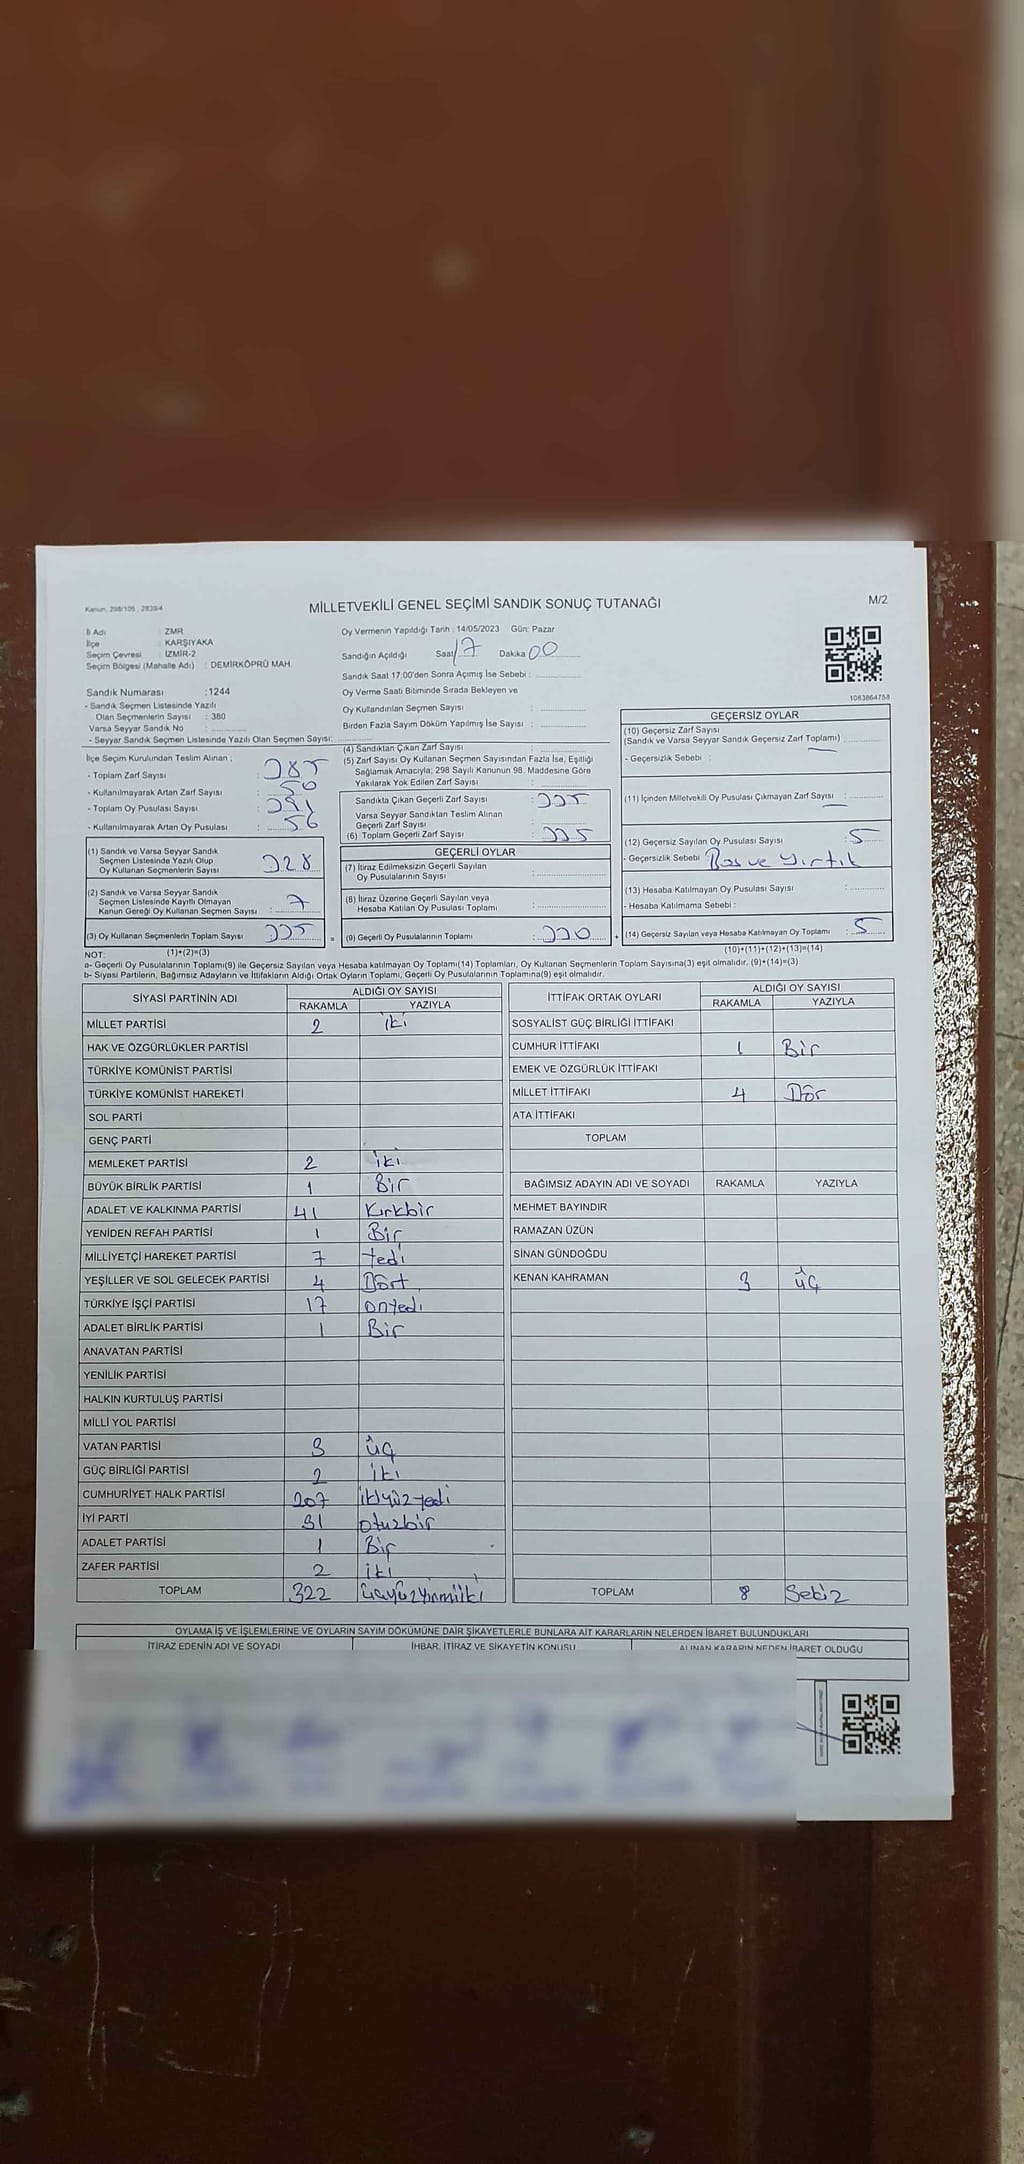 Kanun, 298/105 , 2839/4
MİLLETVEKİLİ GENEL SEÇİMİ SANDIK SONUÇ TUTANAĞI
M/2
İl Adı : ZMR
İlçe : KARŞIYAKA
Seçim Çevresi : İZMİR-2
Seçim Bölgesi (Mahalle Adı) : DEMİRKÖPRÜ MAH.
Oy Vermenin Yapıldığı Tarih : 14/05/2023 Gün: Pazar
Sandığın Açıldığı Saat 17 Dakika 00
Sandık Saat 17:00'den Sonra Açımış İse Sebebi :
Oy Verme Saati Bitiminde Sırada Bekleyen ve
Oy Kullandırılan Seçmen Sayısı :
Birden Fazla Sayım Döküm Yapılmış İse Sayısı :
1083864758
Sandık Numarası : 1244
- Sandık Seçmen Listesinde Yazılı
Olan Seçmenlerin Sayısı : 380
Varsa Seyyar Sandık No :
- Seyyar Sandık Seçmen Listesinde Yazılı Olan Seçmen Sayısı:
İlçe Seçim Kurulundan Teslim Alınan ;
- Toplam Zarf Sayısı : 385
- Kullanılmayarak Artan Zarf Sayısı : 50
- Toplam Oy Pusulası Sayısı : 391
- Kullanılmayarak Artan Oy Pusulası : 56
(1) Sandık ve Varsa Seyyar Sandık
Seçmen Listesinde Yazılı Olup
Oy Kullanan Seçmenlerin Sayısı : 328
(2) Sandık ve Varsa Seyyar Sandık
Seçmen Listesinde Kayıtlı Olmayan
Kanun Gereği Oy Kullanan Seçmen Sayısı : 7
(3) Oy Kullanan Seçmenlerin Toplam Sayısı : 335
(4) Sandıktan Çıkan Zarf Sayısı :
(5) Zarf Sayısı Oy Kullanan Seçmen Sayısından Fazla İse, Eşitliği
Sağlamak Amacıyla; 298 Sayılı Kanunun 98. Maddesine Göre
Yakılarak Yok Edilen Zarf Sayısı :
Sandıkta Çıkan Geçerli Zarf Sayısı : 335
Varsa Seyyar Sandıktan Teslim Alınan
Geçerli Zarf Sayısı :
(6) Toplam Geçerli Zarf Sayısı : 335
GEÇERLİ OYLAR
(7) İtiraz Edilmeksizin Geçerli Sayılan
Oy Pusulalarının Sayısı :
(8) İtiraz Üzerine Geçerli Sayılan veya
Hesaba Katılan Oy Pusulası Toplamı :
= (9) Geçerli Oy Pusulalarının Toplamı : 330 +
GEÇERSİZ OYLAR
(10) Geçersiz Zarf Sayısı
(Sandık ve Varsa Seyyar Sandık Geçersiz Zarf Toplamı) : —
- Geçersizlik Sebebi :
(11) İçinden Milletvekili Oy Pusulası Çıkmayan Zarf Sayısı : —
(12) Geçersiz Sayılan Oy Pusulası Sayısı : 5
- Geçersizlik Sebebi Boş ve Yırtık
(13) Hesaba Katılmayan Oy Pusulası Sayısı :
- Hesaba Katılmama Sebebi :
(14) Geçersiz Sayılan veya Hesaba Katılmayan Oy Toplamı : 5
NOT: (1)+(2)=(3) (10)+(11)+(12)+(13)=(14)
a- Geçerli Oy Pusulalarının Toplamı(9) ile Geçersiz Sayılan veya Hesaba katılmayan Oy Toplamı(14) Toplamları, Oy Kullanan Seçmenlerin Toplam Sayısına(3) eşit olmalıdır. (9)+(14)=(3)
b- Siyasi Partilerin, Bağımsız Adayların ve İttifakların Aldığı Ortak Oyların Toplamı, Geçerli Oy Pusulalarının Toplamına(9) eşit olmalıdır.
SİYASİ PARTİNİN ADI ALDIĞI OY SAYISI
RAKAMLA YAZIYLA
MİLLET PARTİSİ 2 iki
HAK VE ÖZGÜRLÜKLER PARTİSİ
TÜRKİYE KOMÜNİST PARTİSİ
TÜRKİYE KOMÜNİST HAREKETİ
SOL PARTİ
GENÇ PARTİ
MEMLEKET PARTİSİ 2 iki
BÜYÜK BİRLİK PARTİSİ 1 Bir
ADALET VE KALKINMA PARTİSİ 41 Kırkbir
YENİDEN REFAH PARTİSİ 1 Bir
MİLLİYETÇİ HAREKET PARTİSİ 7 Yedi
YEŞİLLER VE SOL GELECEK PARTİSİ 4 Dört
TÜRKİYE İŞÇİ PARTİSİ 17 onyedi
ADALET BİRLİK PARTİSİ 1 Bir
ANAVATAN PARTİSİ
YENİLİK PARTİSİ
HALKIN KURTULUŞ PARTİSİ
MİLLİ YOL PARTİSİ
VATAN PARTİSİ 3 üç
GÜÇ BİRLİĞİ PARTİSİ 2 iki
CUMHURİYET HALK PARTİSİ 207 ikiyüzyedi
İYİ PARTİ 31 otuzbir
ADALET PARTİSİ 1 Bir
ZAFER PARTİSİ 2 iki
TOPLAM 322 üçyüzyirmiiki
İTTİFAK ORTAK OYLARI ALDIĞI OY SAYISI
RAKAMLA YAZIYLA
SOSYALİST GÜÇ BİRLİĞİ İTTİFAKI
CUMHUR İTTİFAKI 1 Bir
EMEK VE ÖZGÜRLÜK İTTİFAKI
MİLLET İTTİFAKI 4 Dör
ATA İTTİFAKI
TOPLAM
BAĞIMSIZ ADAYIN ADI VE SOYADI RAKAMLA YAZIYLA
MEHMET BAYINDIR
RAMAZAN ÜZÜN
SİNAN GÜNDOĞDU
KENAN KAHRAMAN 3 üç
TOPLAM 8 Sekiz
OYLAMA İŞ VE İŞLEMLERİNE VE OYLARIN SAYIM DÖKÜMÜNE DAİR ŞİKAYETLERLE BUNLARA AİT KARARLARIN NELERDEN İBARET BULUNDUKLARI
İTİRAZ EDENİN ADI VE SOYADI İHBAR, İTİRAZ VE ŞİKAYETİN KONUSU ALINAN KARARIN NEDEN İBARET OLDUĞU